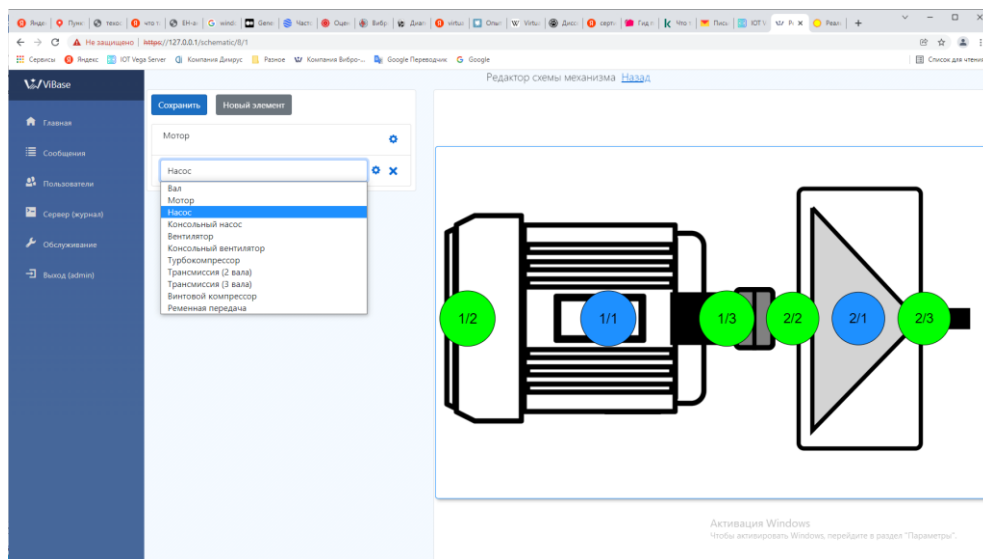 Не защищено https://127.0.0.1/schematic/8/1
Сервисы Яндекс IOT Vega Server Компания Димрус Разное Компания Вибро-... Google Переводчик Google Список для чтения
ViBase
Редактор схемы механизма Назад
Сохранить Новый элемент
Главная
Мотор
Сообщения
Насос
Пользователи
Вал
Мотор
Насос
Сервер (журнал)
Консольный насос
Вентилятор
Обслуживание
Консольный вентилятор
Турбокомпрессор
Выход (admin)
Трансмиссия (2 вала)
Трансмиссия (3 вала)
Винтовой компрессор
Ременная передача
1/2 1/1 1/3 2/2 2/1 2/3
Активация Windows
Чтобы активировать Windows, перейдите в раздел "Параметры".